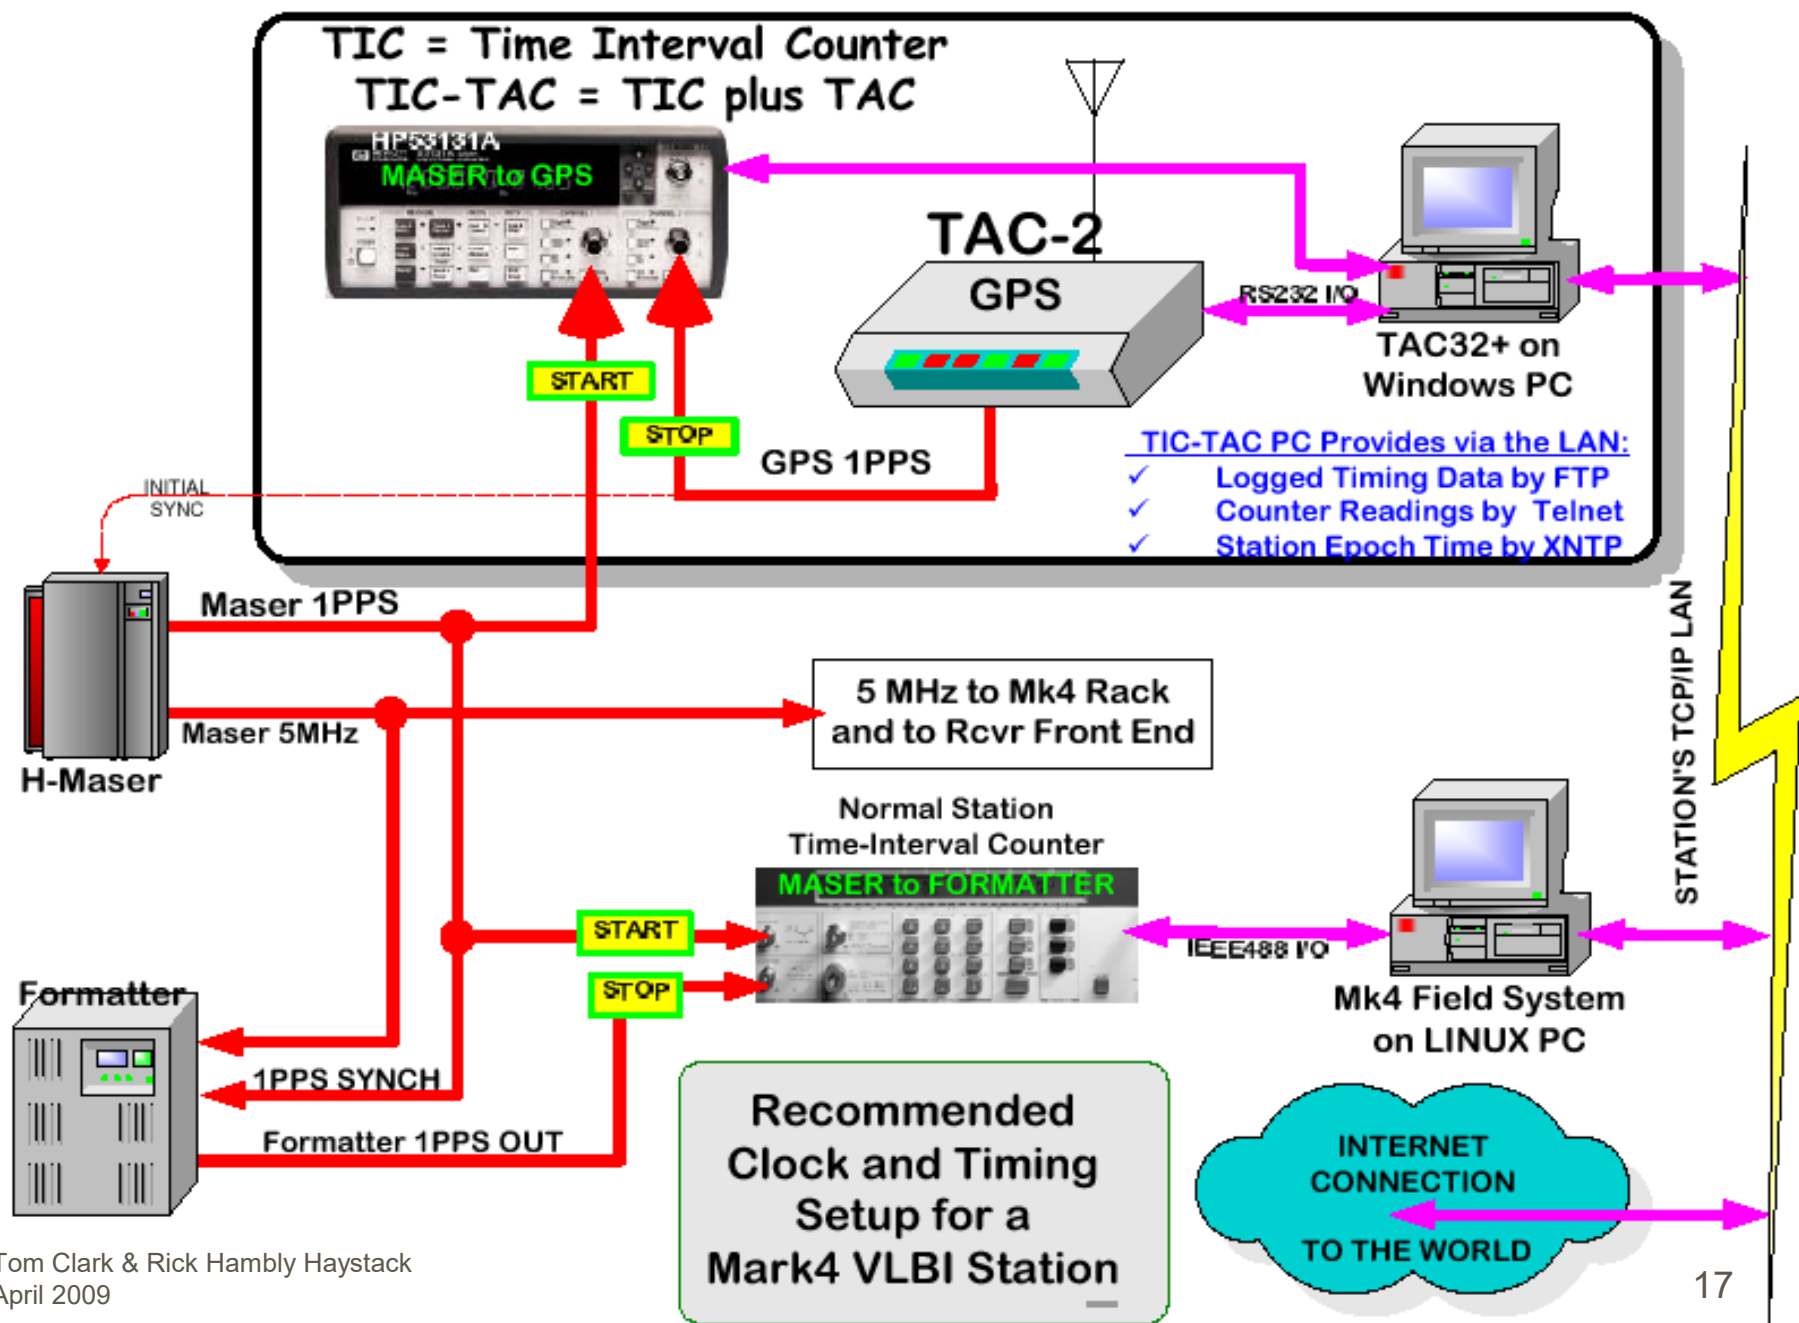 TIC = Time Interval Counter
TIC-TAC = TIC plus TAC
HP53131A
MASER to GPS
TAC-2
GPS
RS232 I/O
TAC32+ on
Windows PC
START
STOP
GPS 1PPS
TIC-TAC PC Provides via the LAN:
✓ Logged Timing Data by FTP
✓ Counter Readings by Telnet
✓ Station Epoch Time by XNTP
INITIAL
SYNC
Maser 1PPS
Maser 5MHz
H-Maser
5 MHz to Mk4 Rack
and to Rcvr Front End
STATION'S TCP/IP LAN
Normal Station
Time-Interval Counter
MASER to FORMATTER
START
STOP
IEEE488 I/O
Mk4 Field System
on LINUX PC
Formatter
1PPS SYNCH
Formatter 1PPS OUT
Recommended
Clock and Timing
Setup for a
Mark4 VLBI Station
INTERNET
CONNECTION
TO THE WORLD
Tom Clark & Rick Hambly Haystack
April 2009
17